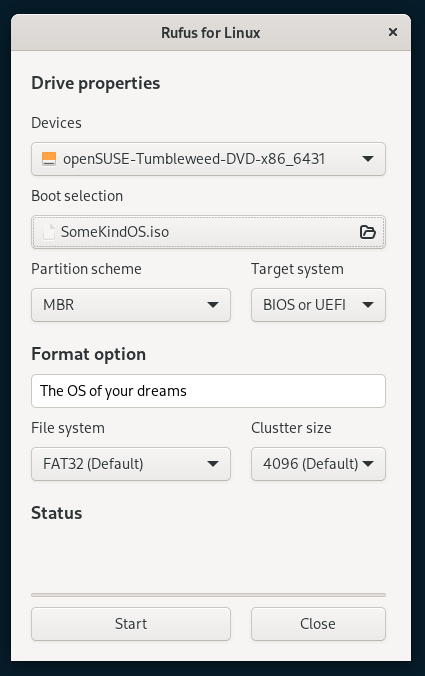 Rufus for Linux
Drive properties
Devices
openSUSE-Tumbleweed-DVD-x86_6431
Boot selection
SomeKindOS.iso
Partition scheme
Target system
MBR
BIOS or UEFI
Format option
The OS of your dreams
File system
Clustter size
FAT32 (Default)
4096 (Default)
Status
Start
Close